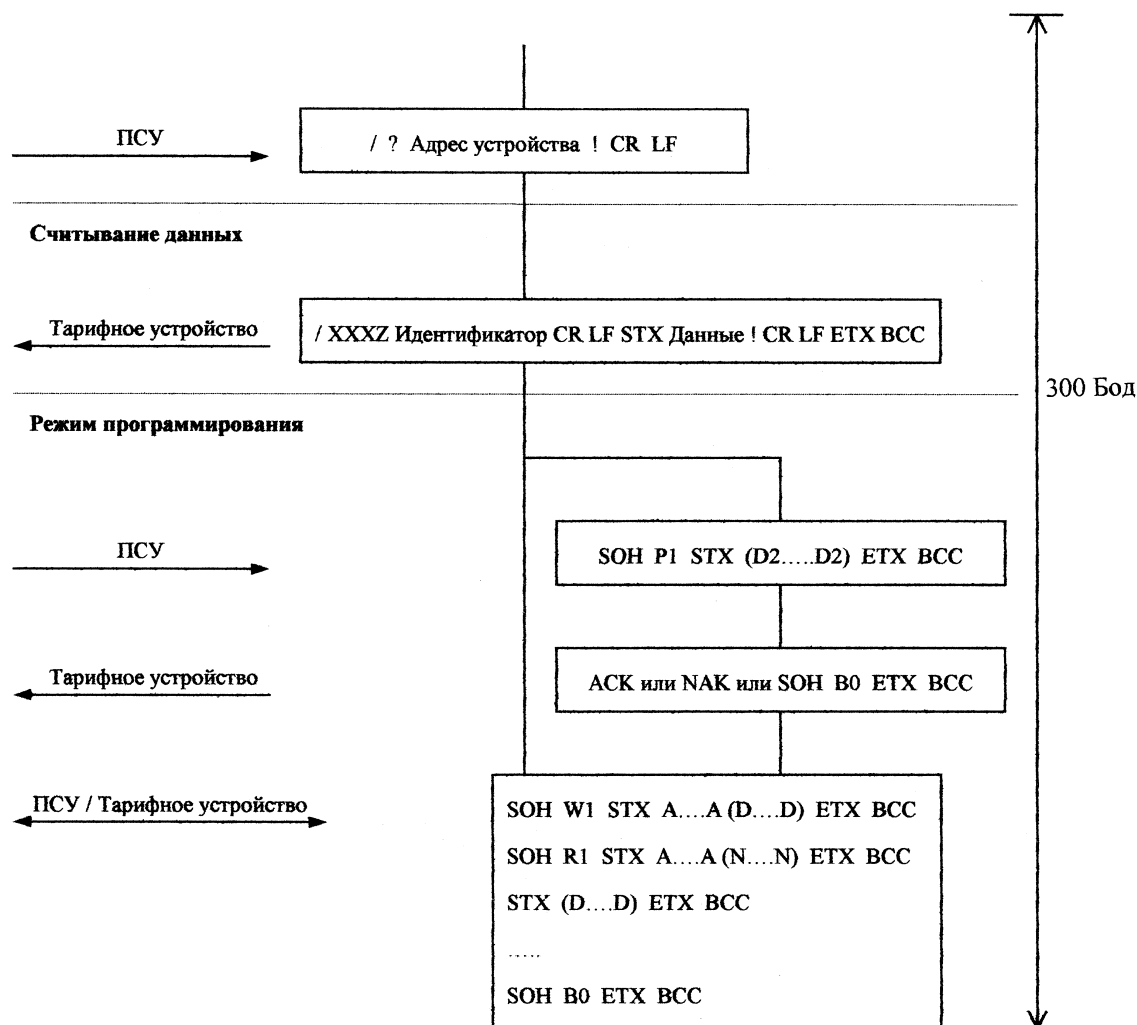 ПСУ
/ ? Адрес устройства ! CR LF
Считывание данных
Тарифное устройство
/ XXXZ Идентификатор CR LF STX Данные ! CR LF ETX BCC
300 Бод
Режим программирования
ПСУ
SOH P1 STX (D2.....D2) ETX BCC
Тарифное устройство
ACK или NAK или SOH B0 ETX BCC
ПСУ / Тарифное устройство
SOH W1 STX A....A (D....D) ETX BCC
SOH R1 STX A....A (N....N) ETX BCC
STX (D....D) ETX BCC
.....
SOH B0 ETX BCC